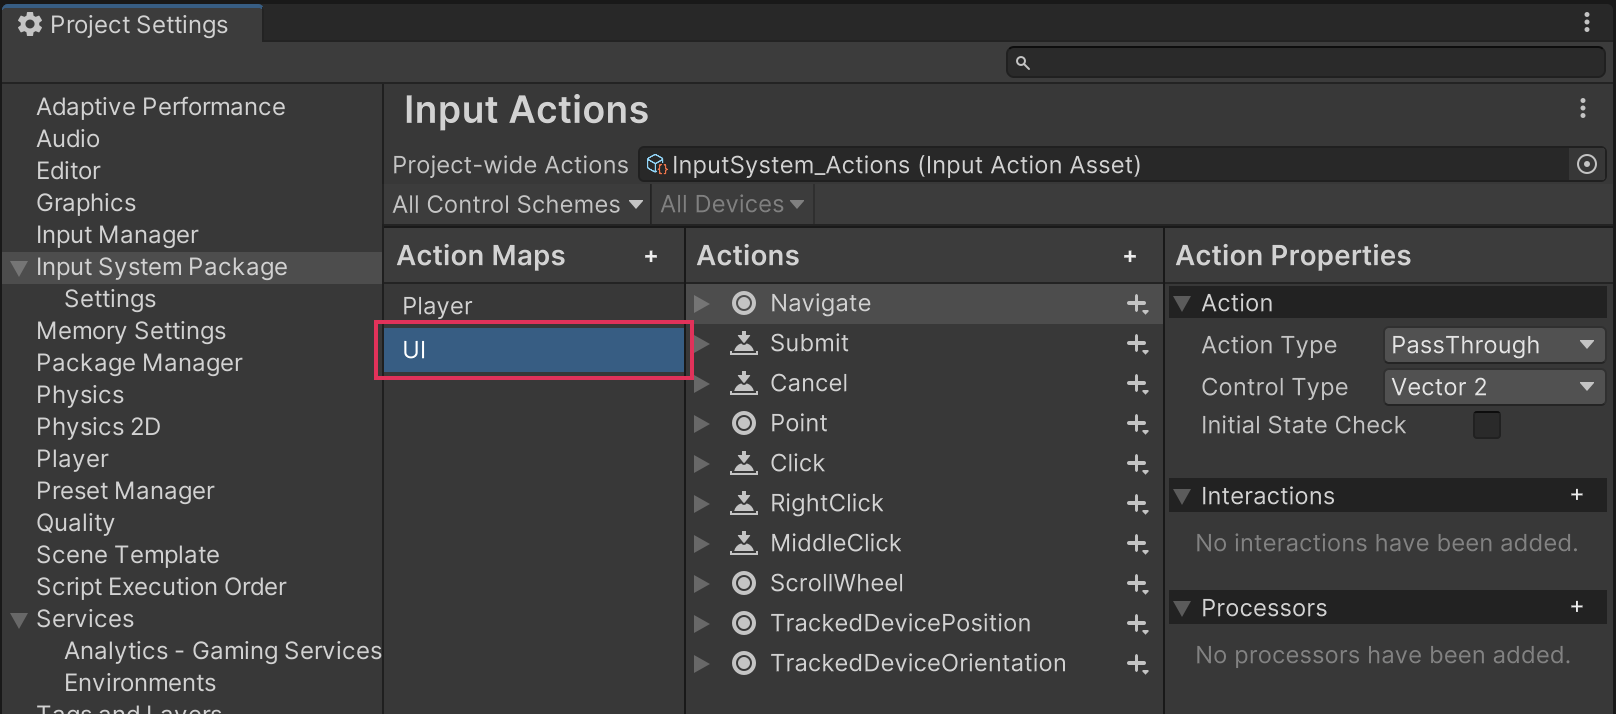 Project Settings
Adaptive Performance
Audio
Editor
Graphics
Input Manager
Input System Package
Settings
Memory Settings
Package Manager
Physics
Physics 2D
Player
Preset Manager
Quality
Scene Template
Script Execution Order
Services
Analytics - Gaming Services
Environments
Tags and Layers
Input Actions
Project-wide Actions InputSystem_Actions (Input Action Asset)
All Control Schemes All Devices
Action Maps +
Player
UI
Actions +
Navigate
Submit
Cancel
Point
Click
RightClick
MiddleClick
ScrollWheel
TrackedDevicePosition
TrackedDeviceOrientation
Action Properties
Action
Action Type PassThrough
Control Type Vector 2
Initial State Check
Interactions +
No interactions have been added.
Processors +
No processors have been added.